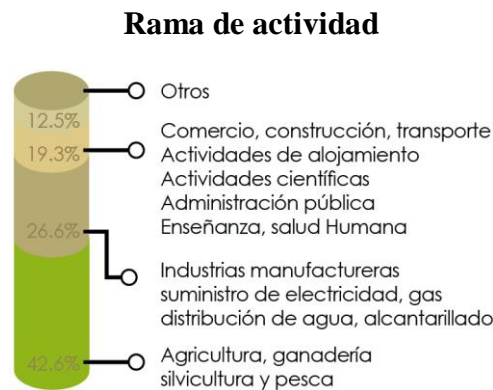 Rama de actividad
Otros
12.5%
Comercio, construcción, transporte
19.3%
Actividades de alojamiento
Actividades científicas
Administración pública
26.6%
Enseñanza, salud Humana
Industrias manufactureras
suministro de electricidad, gas
distribución de agua, alcantarillado
42.6%
Agricultura, ganadería
silvicultura y pesca